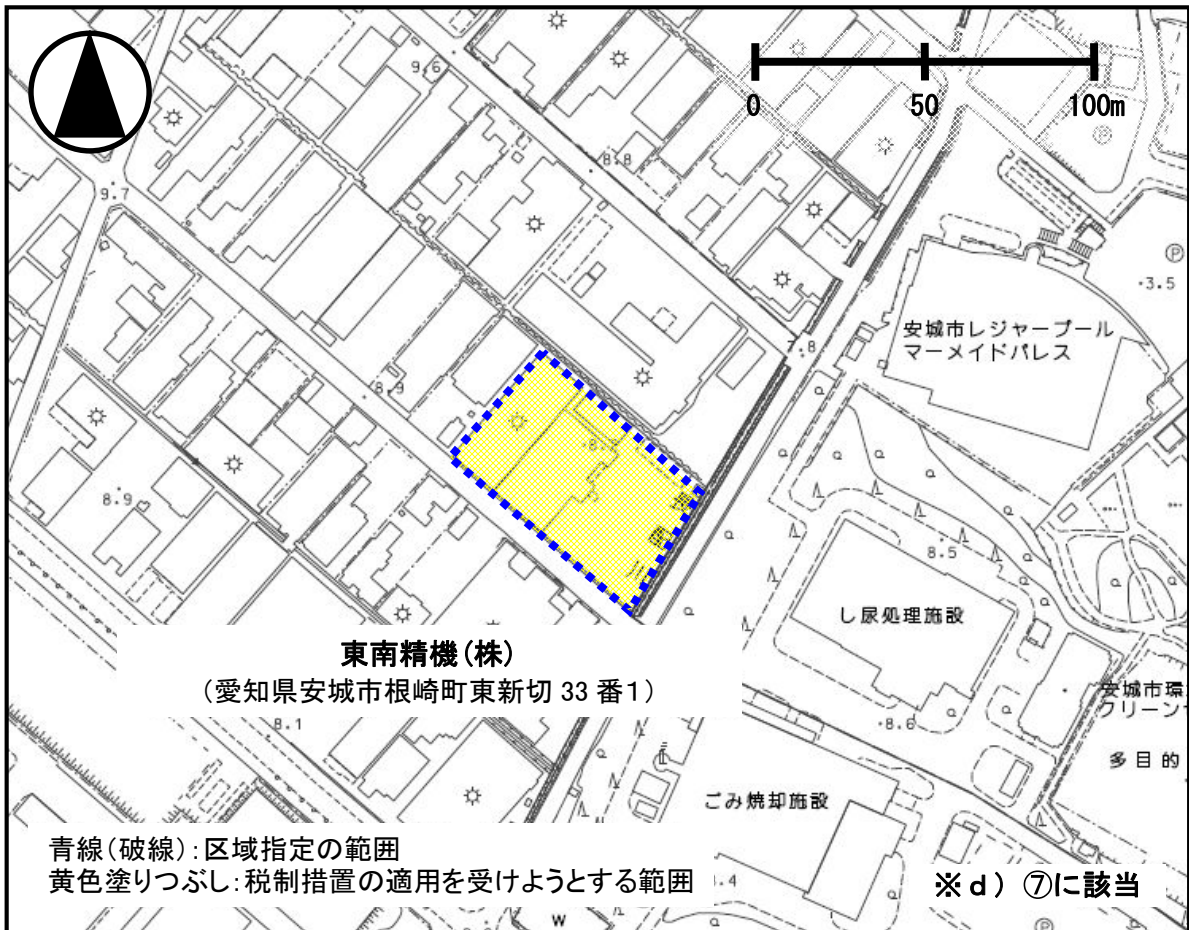 9.6
0 50 100m
8.8
9.7
Ⓟ
Ⓟ
・3.5
安城市レジャープール
マーメイドパレス
7.8
8.9
8.9
8.5
し尿処理施設
東南精機(株)
(愛知県安城市根崎町東新切 33 番1)
安城市環
クリーン
8.1
・8.6
多目的
ごみ焼却施設
青線(破線):区域指定の範囲
黄色塗りつぶし:税制措置の適用を受けようとする範囲
※d) ⑦に該当
W
Ⓟ